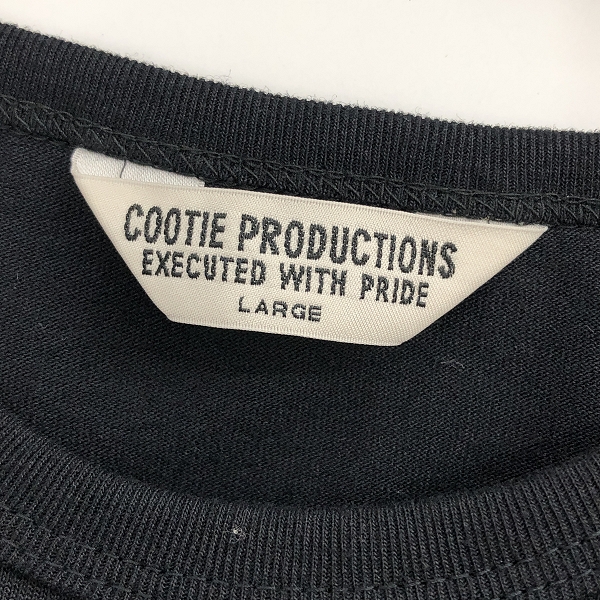 COOTIE PRODUCTIONS
EXECUTED WITH PRIDE
LARGE